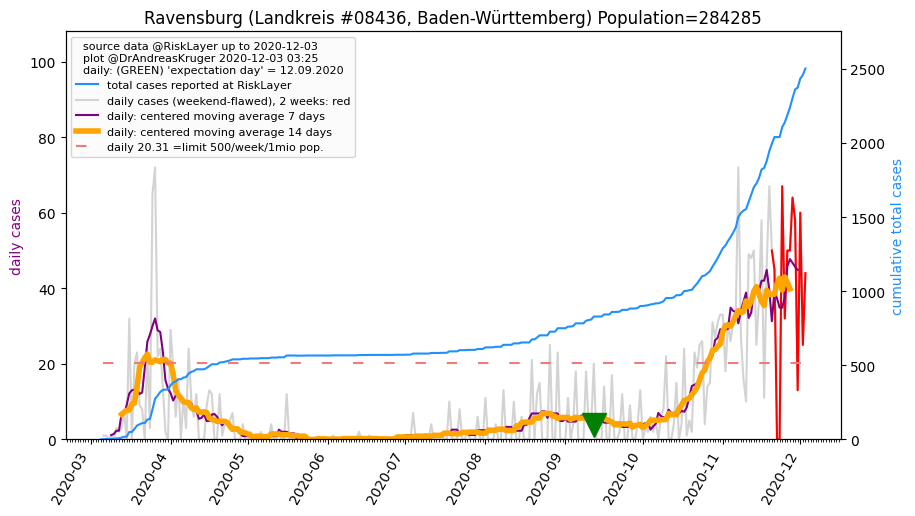 Ravensburg (Landkreis #08436, Baden-Württemberg) Population=284285
source data @RiskLayer up to 2020-12-03
plot @DrAndreasKruger 2020-12-03 03:25
daily: (GREEN) 'expectation day' = 12.09.2020
total cases reported at RiskLayer
daily cases (weekend-flawed), 2 weeks: red
daily: centered moving average 7 days
daily: centered moving average 14 days
daily 20.31 =limit 500/week/1mio pop.
daily cases
100
80
60
40
20
0
2500
2000
1500
1000
500
0
cumulative total cases
2020-03
2020-04
2020-05
2020-06
2020-07
2020-08
2020-09
2020-10
2020-11
2020-12